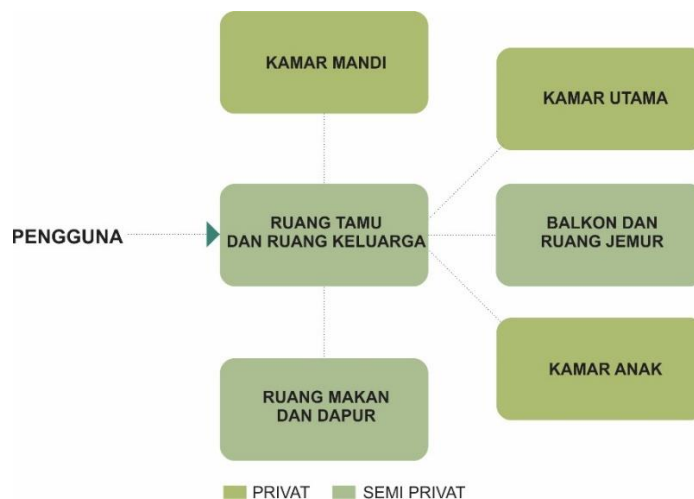 KAMAR MANDI
KAMAR UTAMA
PENGGUNA
RUANG TAMU
DAN RUANG KELUARGA
BALKON DAN
RUANG JEMUR
RUANG MAKAN
DAN DAPUR
KAMAR ANAK
PRIVAT
SEMI PRIVAT